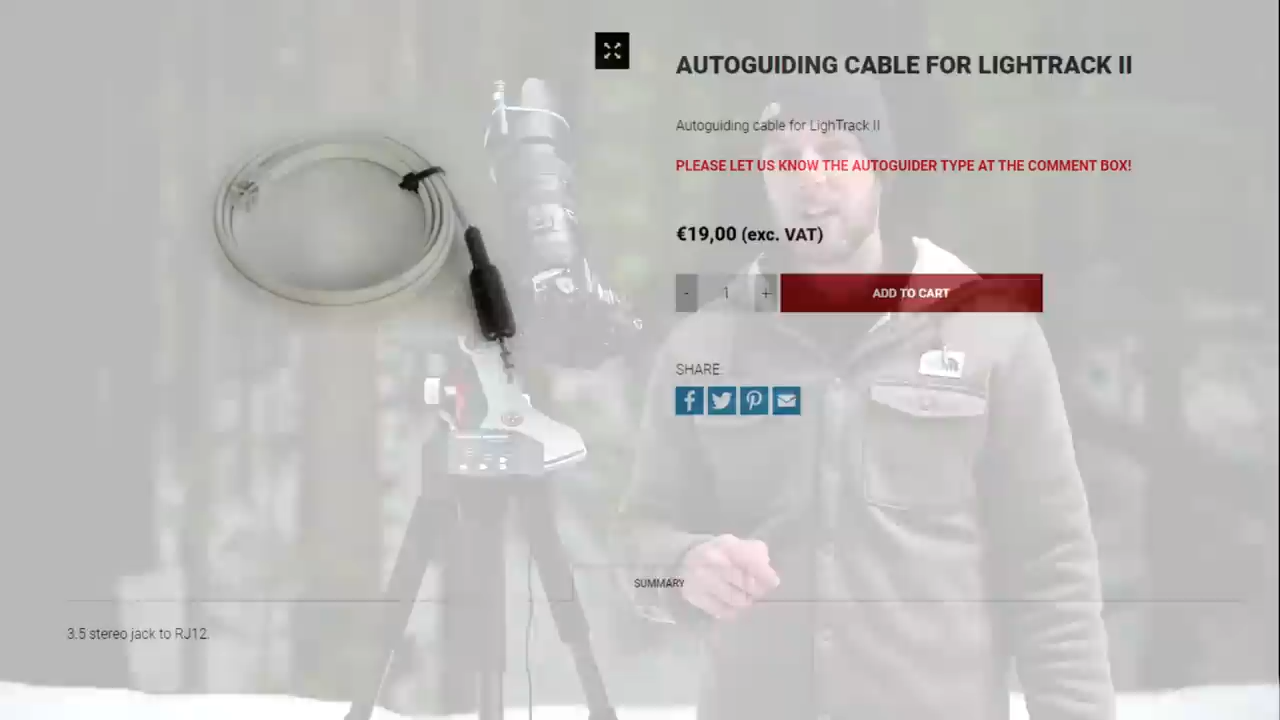 AUTOGUIDING CABLE FOR LIGHTRACK II
Autoguiding cable for LighTrack II
PLEASE LET US KNOW THE AUTOGUIDER TYPE AT THE COMMENT BOX!
€19,00 (exc. VAT)
- 1 + ADD TO CART
SHARE:
SUMMARY
3.5 stereo jack to RJ12.